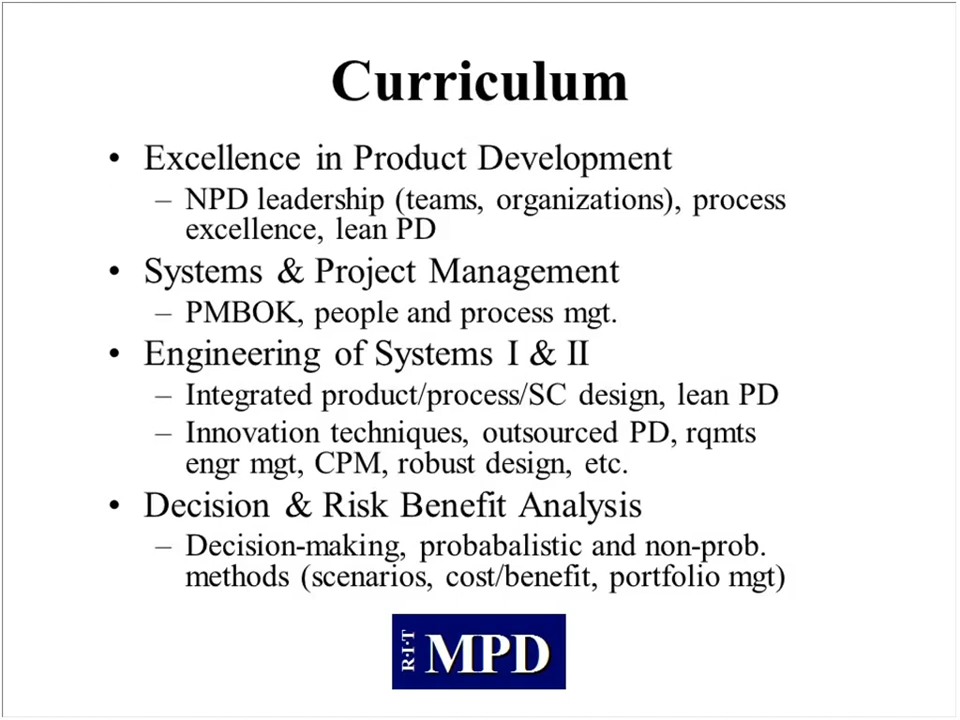 Curriculum
• Excellence in Product Development
– NPD leadership (teams, organizations), process
excellence, lean PD
• Systems & Project Management
– PMBOK, people and process mgt.
• Engineering of Systems I & II
– Integrated product/process/SC design, lean PD
– Innovation techniques, outsourced PD, rqmts
engr mgt, CPM, robust design, etc.
• Decision & Risk Benefit Analysis
– Decision-making, probabalistic and non-prob.
methods (scenarios, cost/benefit, portfolio mgt)
R·I·T MPD